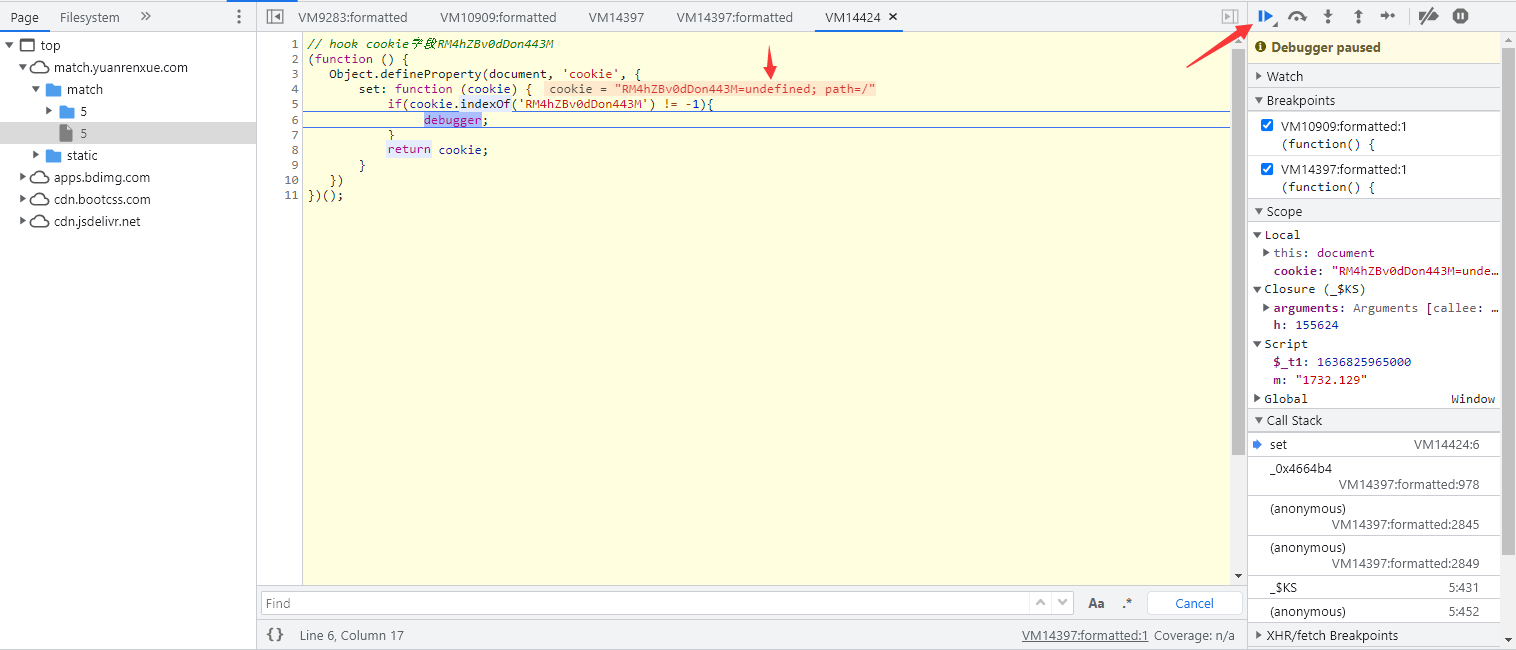 Page Filesystem »
top
match.yuanrenxue.com
match
5
5
static
apps.bdimg.com
cdn.bootcss.com
cdn.jsdelivr.net
VM9283:formatted VM10909:formatted VM14397 VM14397:formatted VM14424 ×
1 // hook cookie字段RM4hZBv0dDon443M
2 (function () {
3 Object.defineProperty(document, 'cookie', {
4 set: function (cookie) { cookie = "RM4hZBv0dDon443M=undefined; path=/"
5 if(cookie.indexOf('RM4hZBv0dDon443M') != -1){
6 debugger;
7 }
8 return cookie;
9 }
10 })
11 })();
Find Aa .* Cancel
{} Line 6, Column 17 VM14397:formatted:1 Coverage: n/a
Debugger paused
Watch
Breakpoints
VM10909:formatted:1
(function() {
VM14397:formatted:1
(function() {
Scope
Local
this: document
cookie: "RM4hZBv0dDon443M=unde…
Closure (_$KS)
arguments: Arguments [callee: …
h: 155624
Script
$_t1: 1636825965000
m: "1732.129"
Global Window
Call Stack
set VM14424:6
_0x4664b4
VM14397:formatted:978
(anonymous)
VM14397:formatted:2845
(anonymous)
VM14397:formatted:2849
_$KS 5:431
(anonymous) 5:452
XHR/fetch Breakpoints